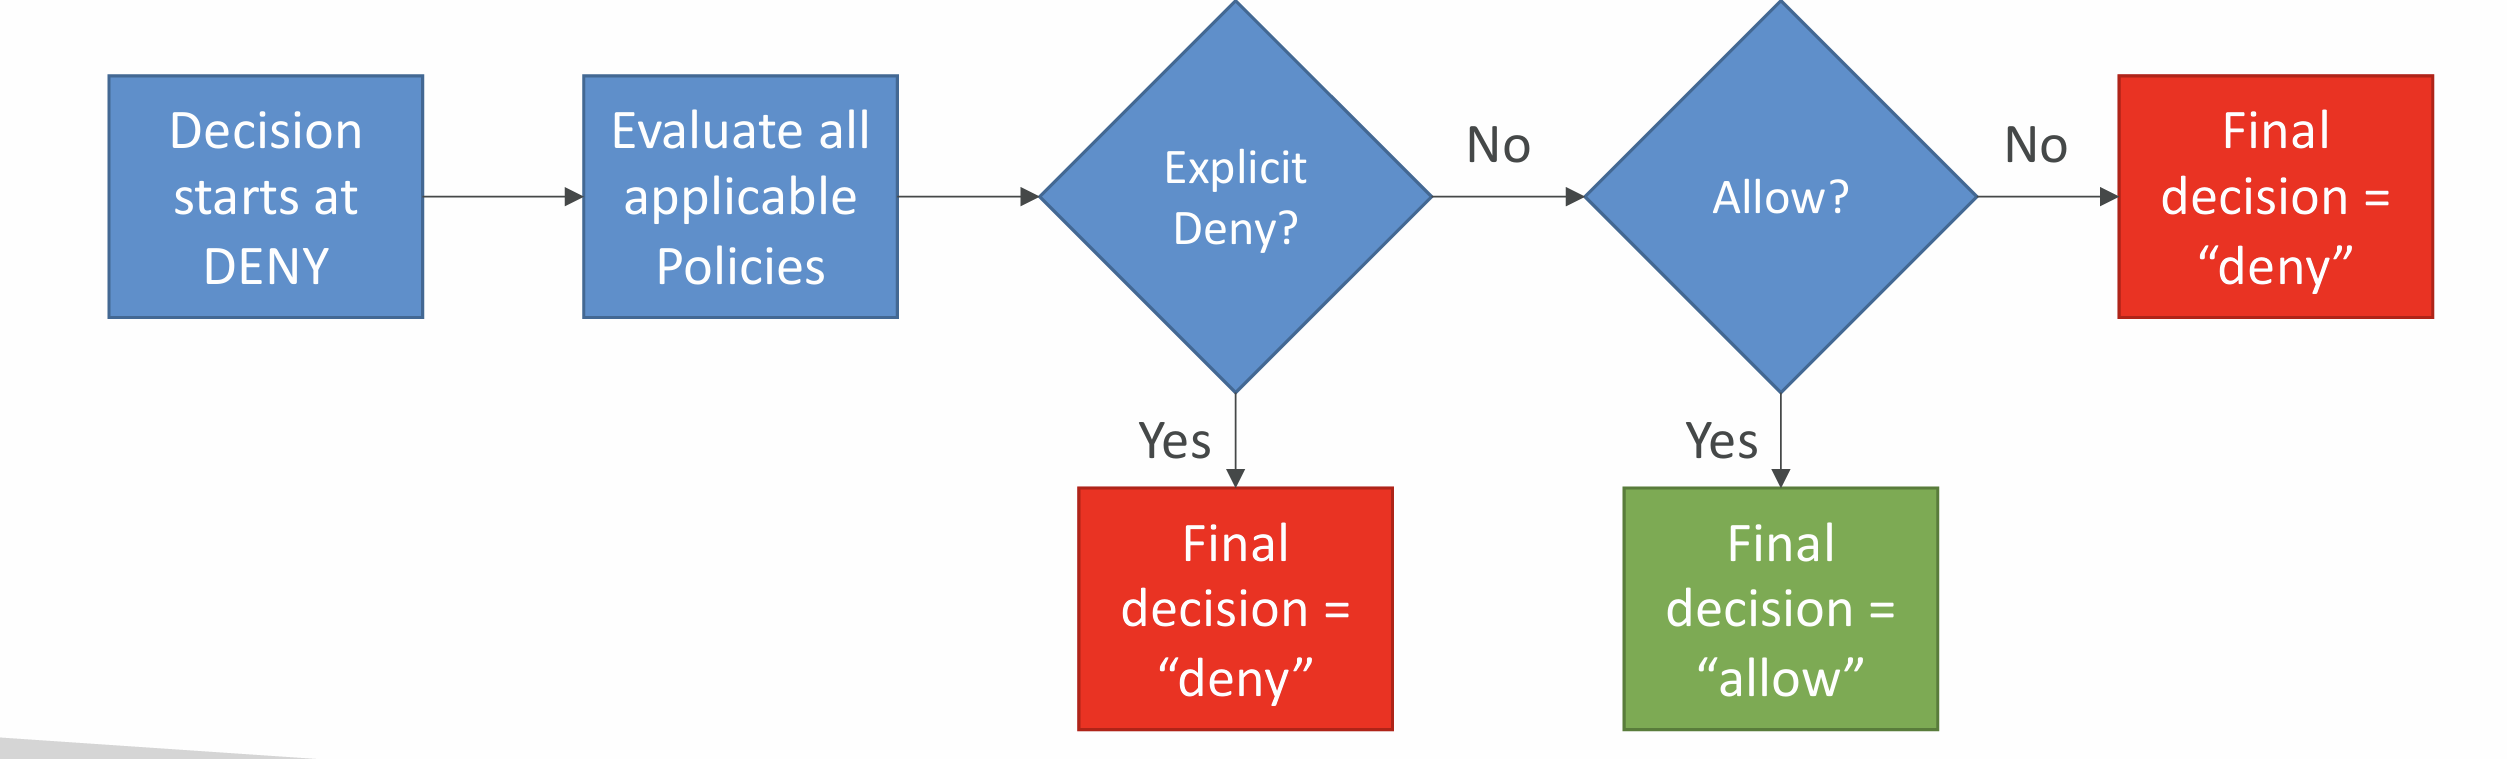 Decision
starts at
DENY
Evaluate all
applicable
Policies
Explicit
Deny?
No
Allow?
No
Final
decision =
“deny”
Yes
Yes
Final
decision =
“deny”
Final
decision =
“allow”